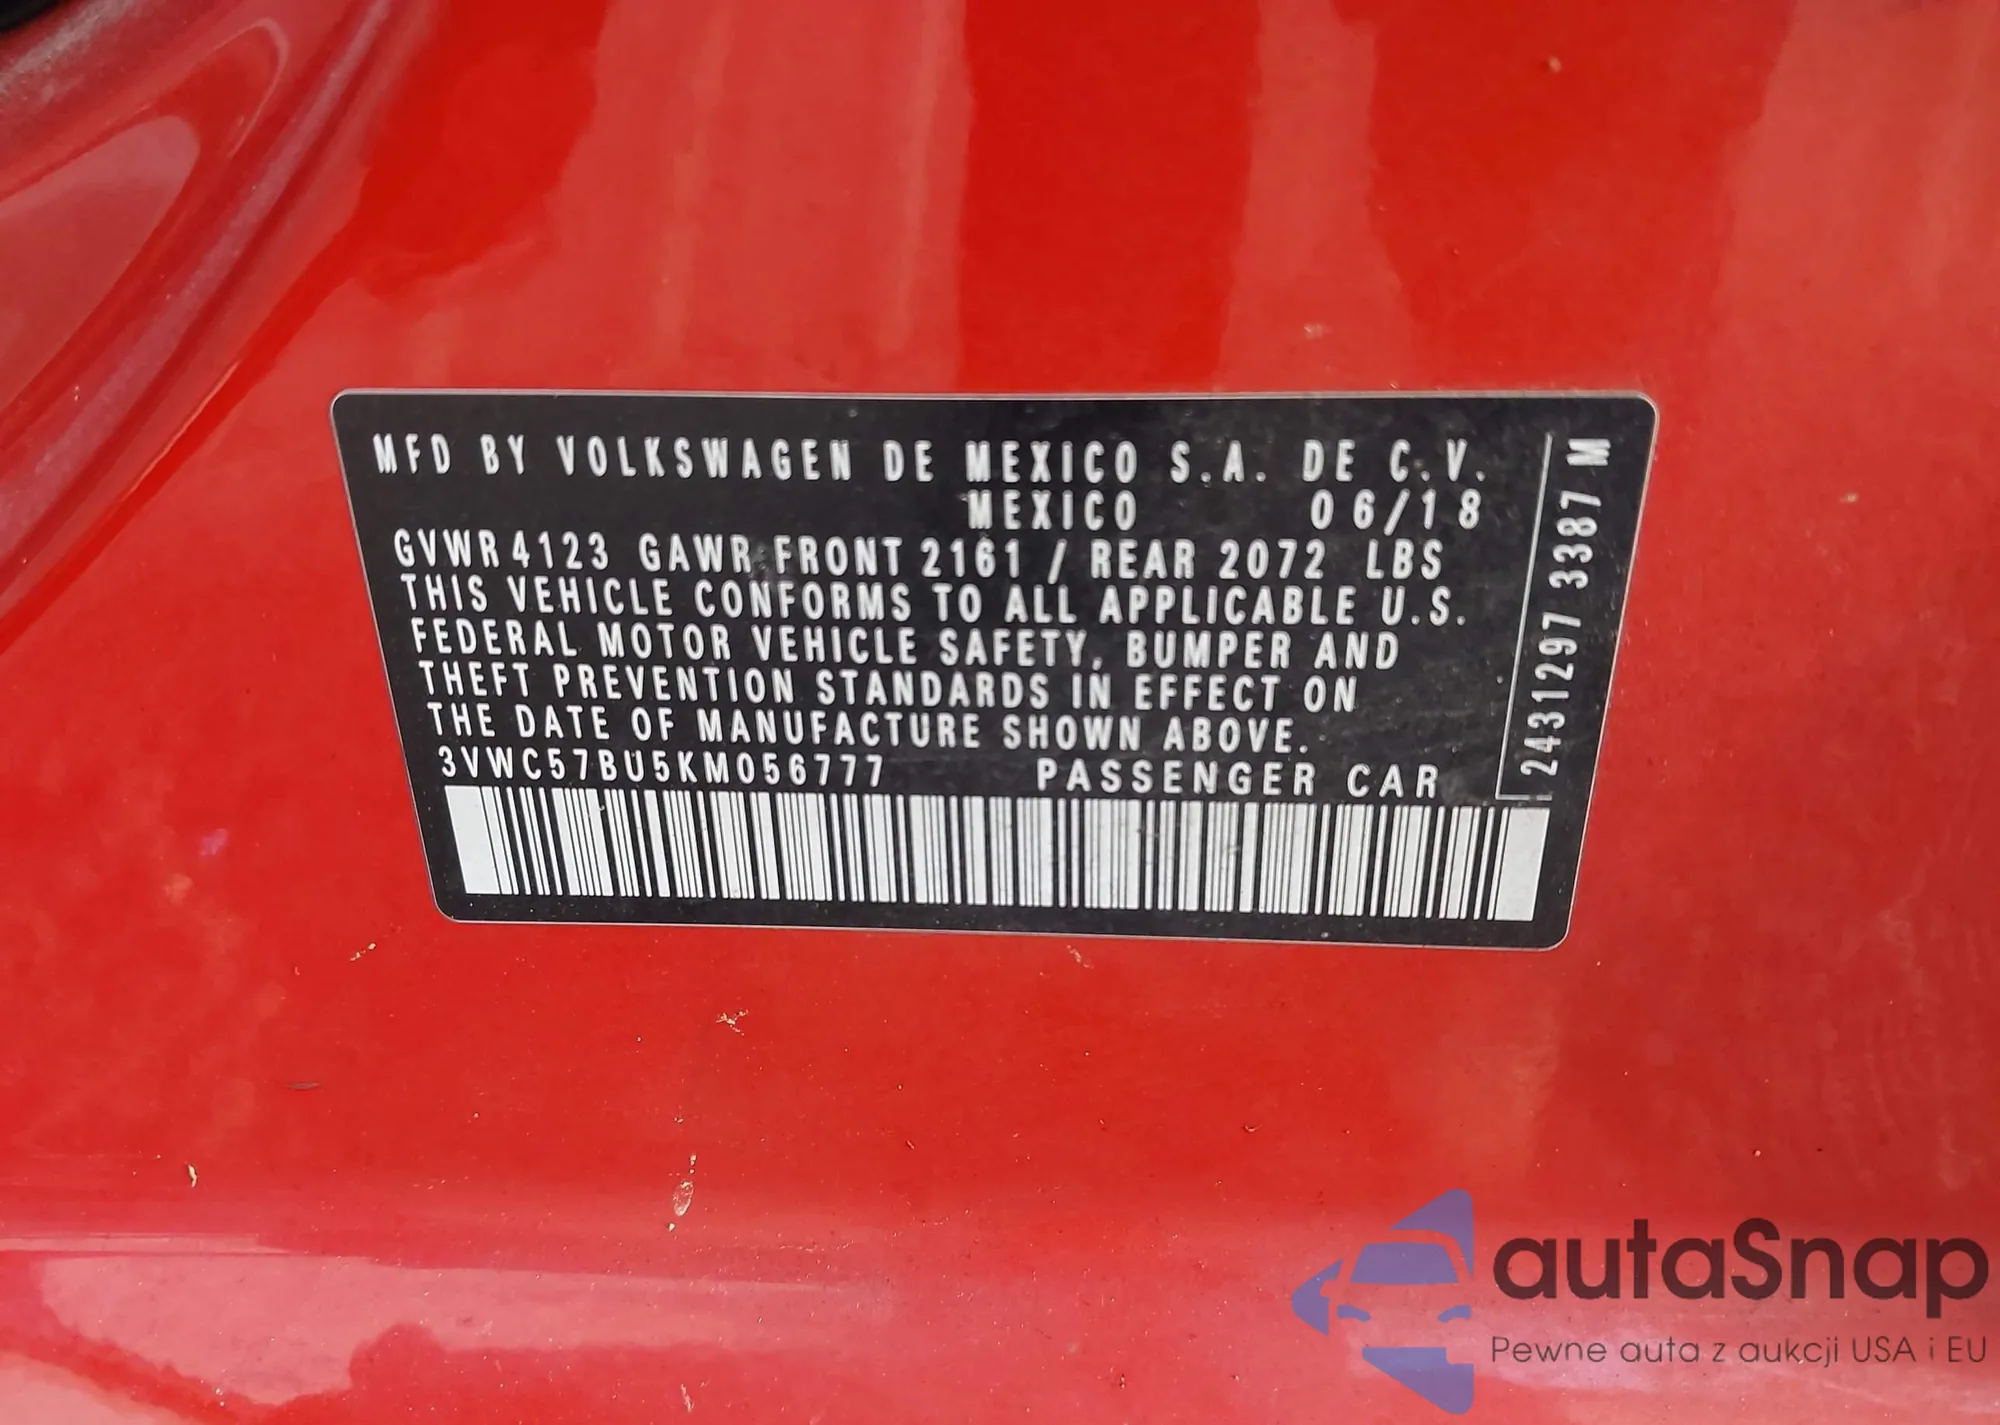 MFD BY VOLKSWAGEN DE MEXICO S.A. DE C.V.
MEXICO 06/18
GVWR 4123 GAWR FRONT 2161 / REAR 2072 LBS
THIS VEHICLE CONFORMS TO ALL APPLICABLE U.S.
FEDERAL MOTOR VEHICLE SAFETY, BUMPER AND
THEFT PREVENTION STANDARDS IN EFFECT ON
THE DATE OF MANUFACTURE SHOWN ABOVE.
3VWC57BU5KM056777 PASSENGER CAR
2431297 3387 M
autaSnap
Pewne auta z aukcji USA i EU